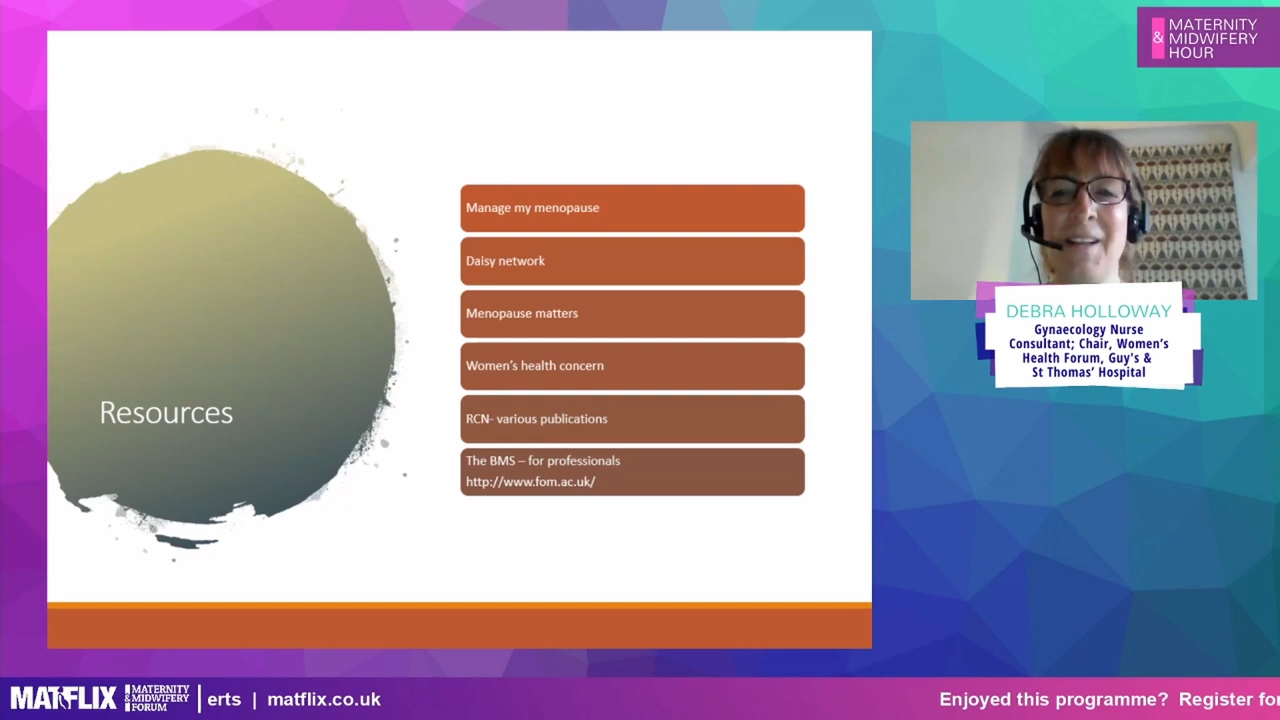 MATERNITY
& MIDWIFERY
HOUR
Manage my menopause
Daisy network
Menopause matters
Women's health concern
RCN- various publications
The BMS – for professionals
http://www.fom.ac.uk/
Resources
DEBRA HOLLOWAY
Gynaecology Nurse
Consultant; Chair, Women's
Health Forum, Guy's &
St Thomas' Hospital
MATFLIX
MATERNITY
& MIDWIFERY
FORUM
erts | matflix.co.uk
Enjoyed this programme? Register for